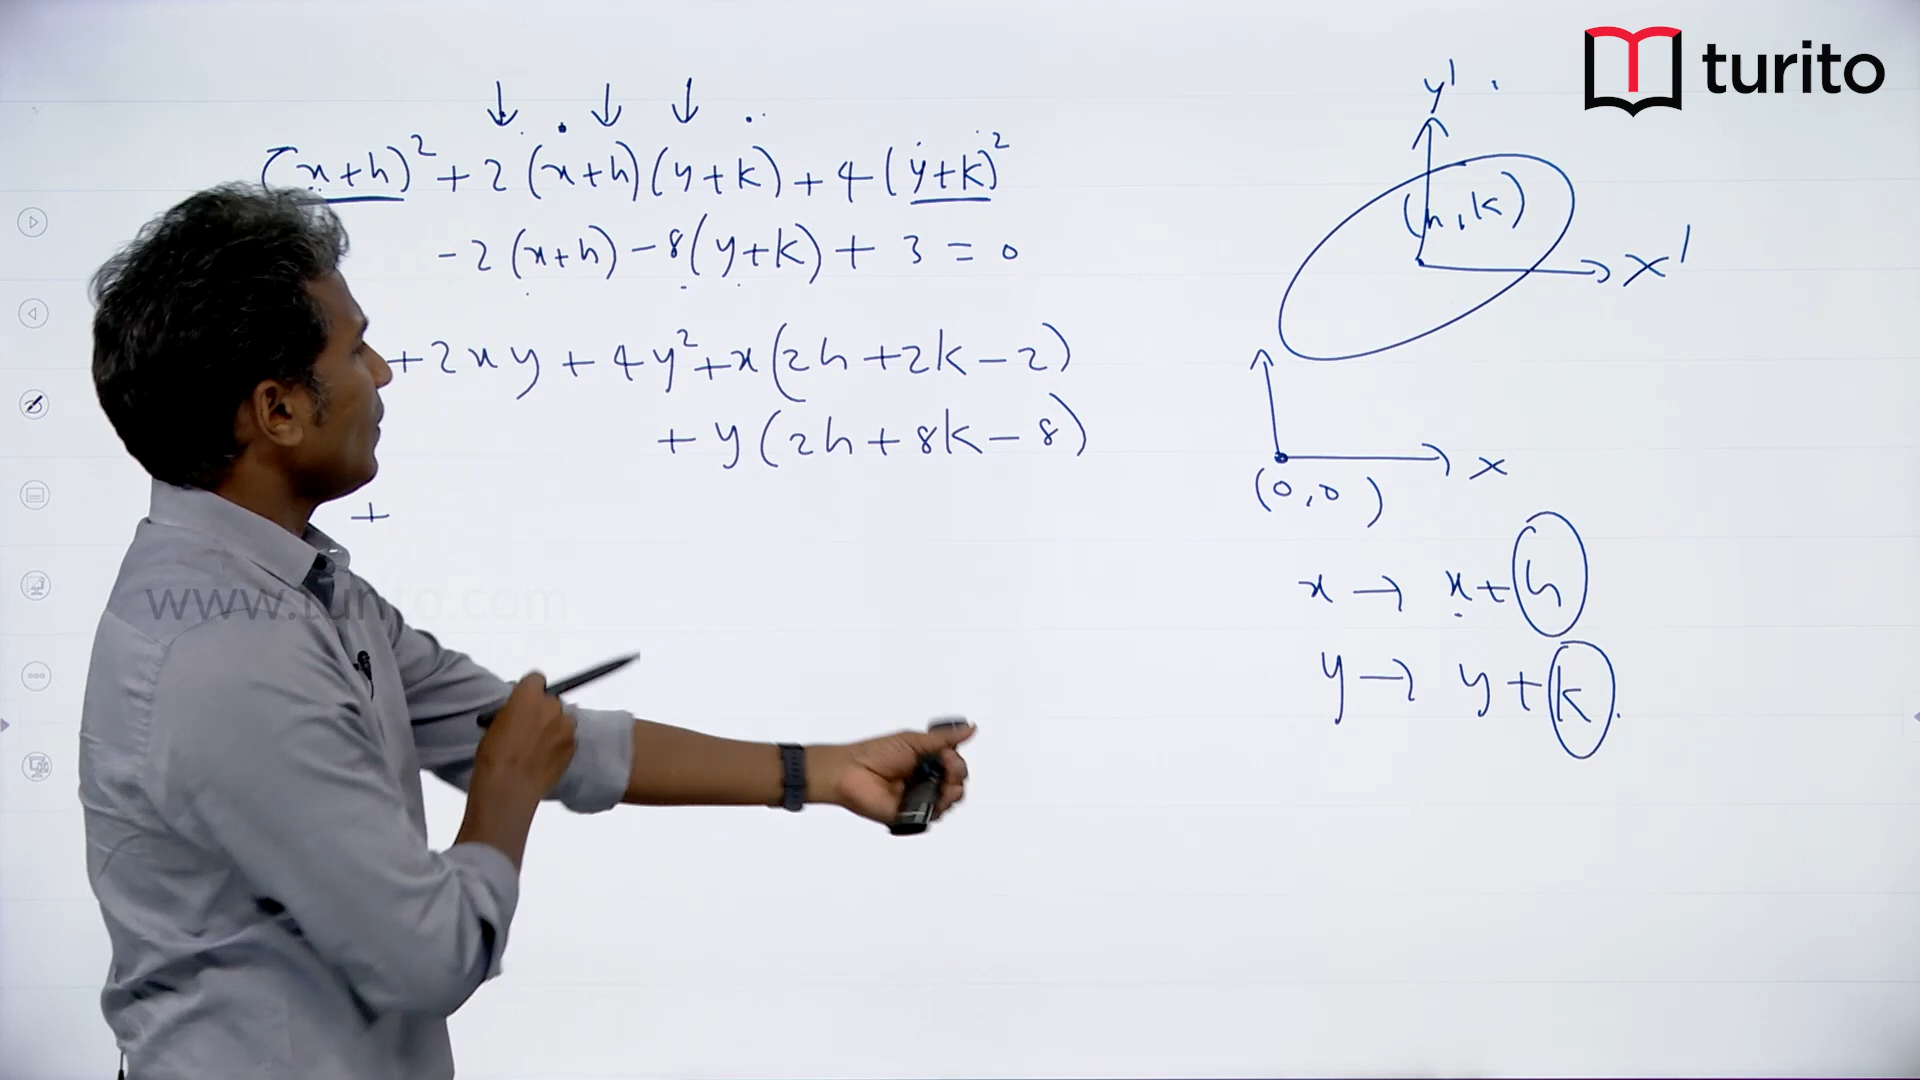 (x+h)² + 2(x+h)(y+k) + 4(y+k)²
-2(x+h) - 8(y+k) + 3 = 0
+2xy + 4y² + x(2h+2k-2)
+ y(2h+8k-8)
+
turito
y'
(h,k)
x'
x
(0,0)
x → x+h
y → y+k.
www.turito.com